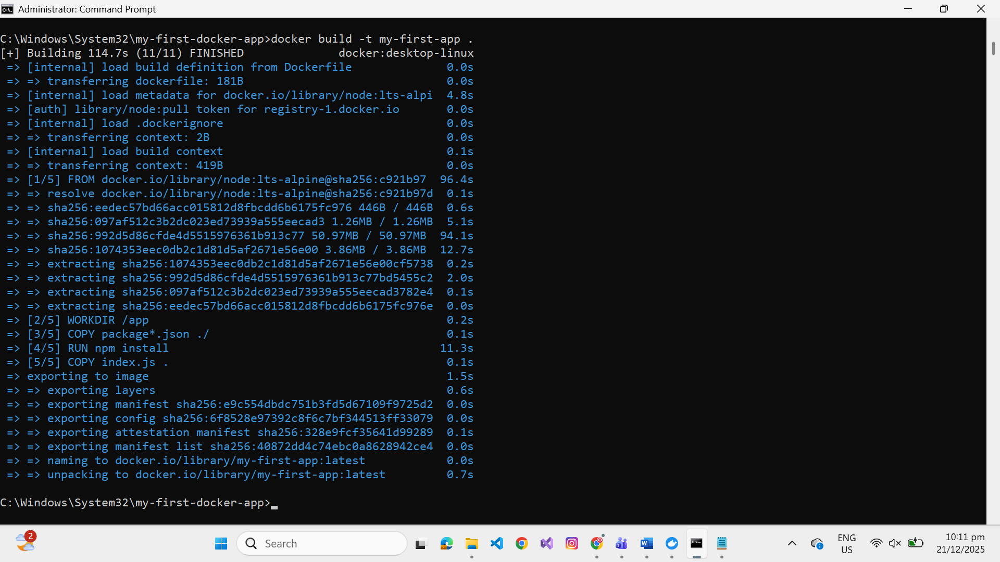 Administrator: Command Prompt
C:\Windows\System32\my-first-docker-app>docker build -t my-first-app .
[+] Building 114.7s (11/11) FINISHED docker:desktop-linux
=> [internal] load build definition from Dockerfile 0.0s
=> => transferring dockerfile: 181B 0.0s
=> [internal] load metadata for docker.io/library/node:lts-alpi 4.8s
=> [auth] library/node:pull token for registry-1.docker.io 0.0s
=> [internal] load .dockerignore 0.0s
=> => transferring context: 2B 0.0s
=> [internal] load build context 0.1s
=> => transferring context: 419B 0.0s
=> [1/5] FROM docker.io/library/node:lts-alpine@sha256:c921b97 96.4s
=> => resolve docker.io/library/node:lts-alpine@sha256:c921b97d 0.1s
=> => sha256:eedec57bd66acc015812d8fbcdd6b6175fc976 446B / 446B 0.6s
=> => sha256:097af512c3b2dc023ed73939a555eecad3 1.26MB / 1.26MB 5.1s
=> => sha256:992d5d86cfde4d5515976361b913c77 50.97MB / 50.97MB 94.1s
=> => sha256:1074353eec0db2c1d81d5af2671e56e00 3.86MB / 3.86MB 12.7s
=> => extracting sha256:1074353eec0db2c1d81d5af2671e56e00cf5738 0.2s
=> => extracting sha256:992d5d86cfde4d5515976361b913c77bd5455c2 2.0s
=> => extracting sha256:097af512c3b2dc023ed73939a555eecad3782e4 0.1s
=> => extracting sha256:eedec57bd66acc015812d8fbcdd6b6175fc976e 0.0s
=> [2/5] WORKDIR /app 0.2s
=> [3/5] COPY package*.json ./ 0.1s
=> [4/5] RUN npm install 11.3s
=> [5/5] COPY index.js . 0.1s
=> exporting to image 1.5s
=> => exporting layers 0.6s
=> => exporting manifest sha256:e9c554dbdc751b3fd5d67109f9725d2 0.0s
=> => exporting config sha256:6f8528e97392c8f6c7bf344513ff33079 0.0s
=> => exporting attestation manifest sha256:328e9fcf35641d99289 0.1s
=> => exporting manifest list sha256:40872dd4c74ebc0a8628942ce4 0.0s
=> => naming to docker.io/library/my-first-app:latest 0.0s
=> => unpacking to docker.io/library/my-first-app:latest 0.7s
C:\Windows\System32\my-first-docker-app>
2
Search
ENG
US
10:11 pm
21/12/2025